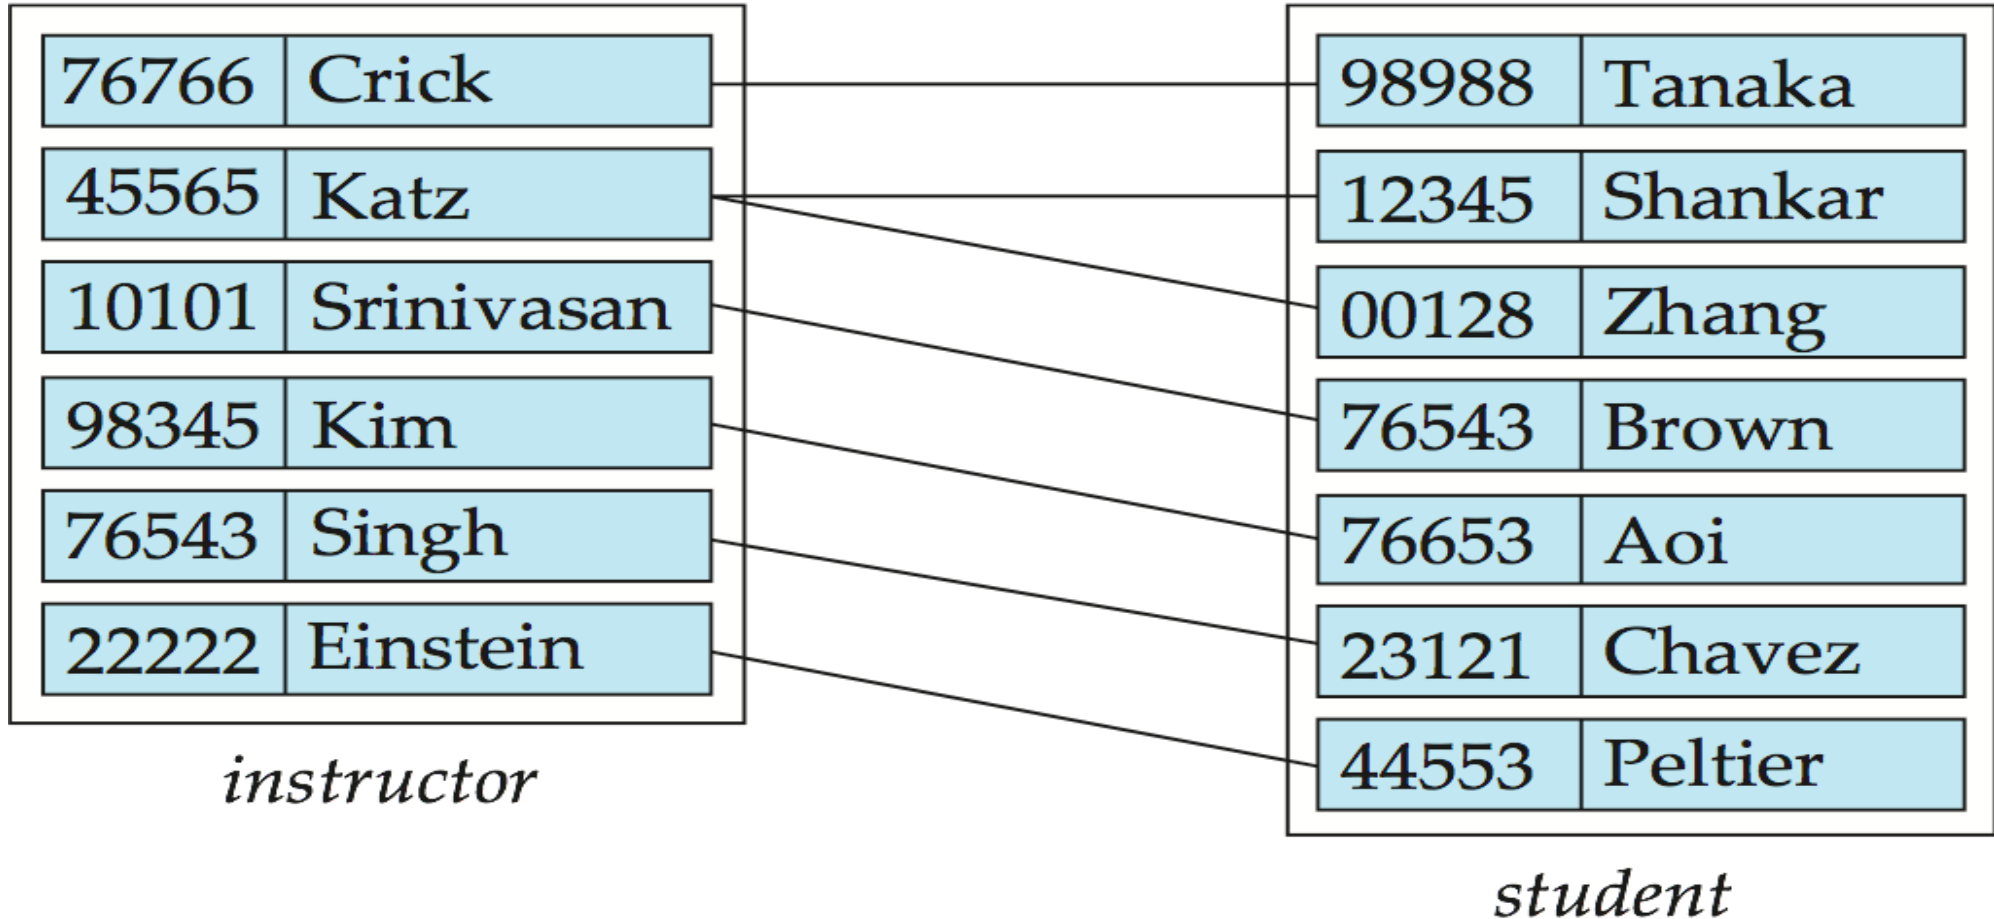 76766 Crick
45565 Katz
10101 Srinivasan
98345 Kim
76543 Singh
22222 Einstein
instructor
98988 Tanaka
12345 Shankar
00128 Zhang
76543 Brown
76653 Aoi
23121 Chavez
44553 Peltier
student